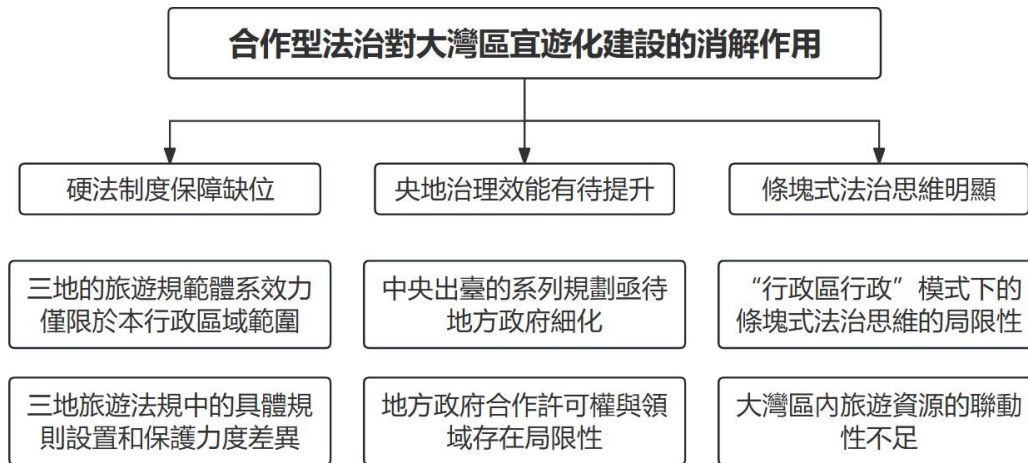 合作型法治對大灣區宜遊化建設的消解作用
硬法制度保障缺位
央地治理效能有待提升
條塊式法治思維明顯
三地的旅遊規範體系效力
僅限於本行政區域範圍
中央出臺的系列規劃亟待
地方政府細化
“行政區行政”模式下的
條塊式法治思維的局限性
三地旅遊法規中的具體規
則設置和保護力度差異
地方政府合作許可權與領
域存在局限性
大灣區內旅遊資源的聯動
性不足